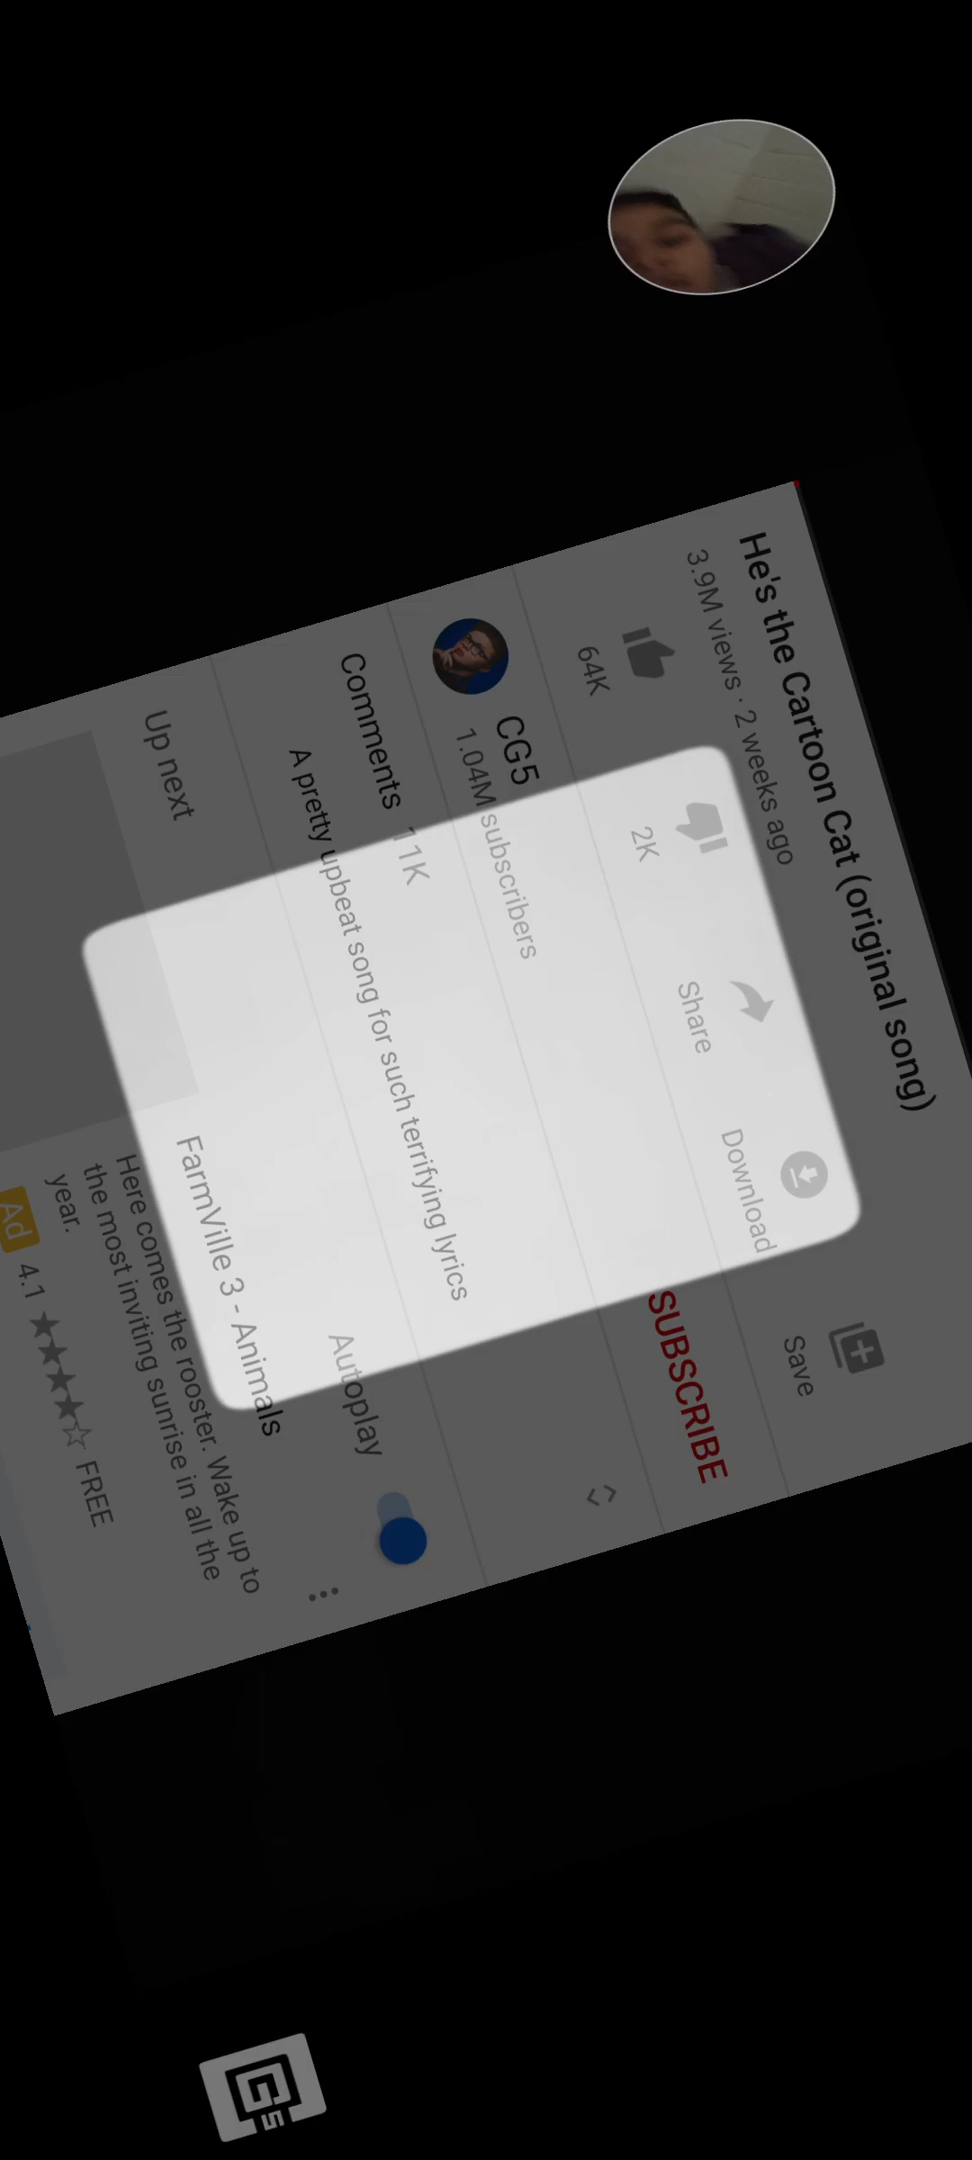 He's the Cartoon Cat (original song)
3.9M views · 2 weeks ago
64K
2K
Share
Download
Save
CG5
1.04M subscribers
SUBSCRIBE
Comments 11K
A pretty upbeat song for such terrifying lyrics
Up next
Autoplay
FarmVille 3 - Animals
Here comes the rooster. Wake up to
the most inviting sunrise in all the
year.
Ad 4.1 ★★★★☆ FREE
CG5